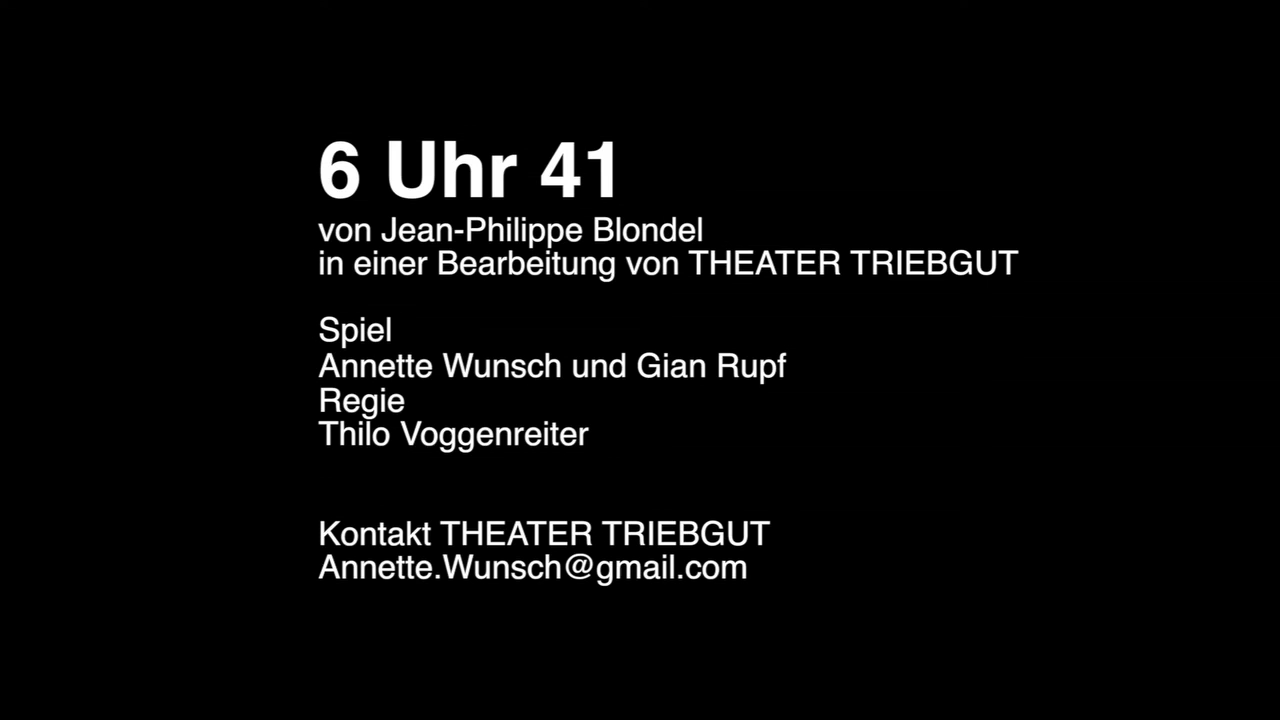 6 Uhr 41
von Jean-Philippe Blondel
in einer Bearbeitung von THEATER TRIEBGUT
Spiel
Annette Wunsch und Gian Rupf
Regie
Thilo Voggenreiter
Kontakt THEATER TRIEBGUT
Annette.Wunsch@gmail.com